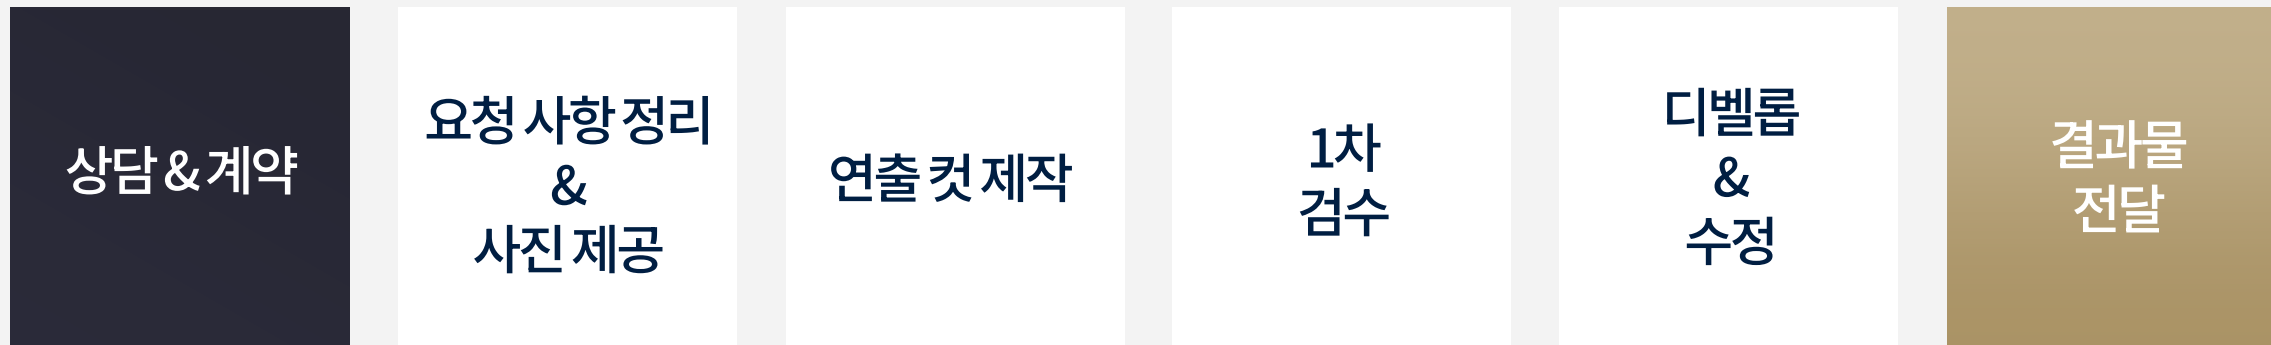 상담 & 계약
요청 사항 정리
&
사진 제공
연출 컷 제작
1차
검수
디벨롭
&
수정
결과물
전달